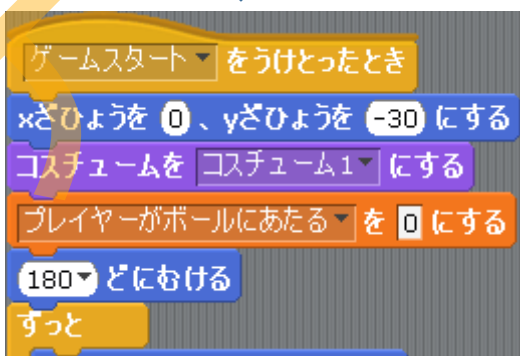 ゲームスタート をうけとったとき
xざひょうを 0 、yざひょうを -30 にする
コスチュームを コスチューム1 にする
プレイヤーがボールにあたる を 0 にする
180 どにむける
ずっと